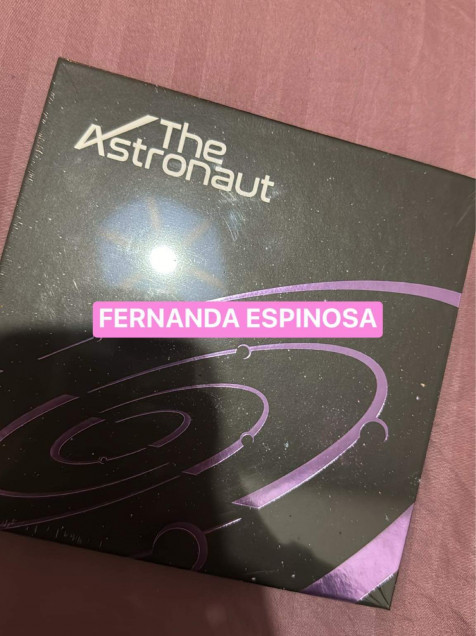 The
Astronaut
FERNANDA ESPINOSA